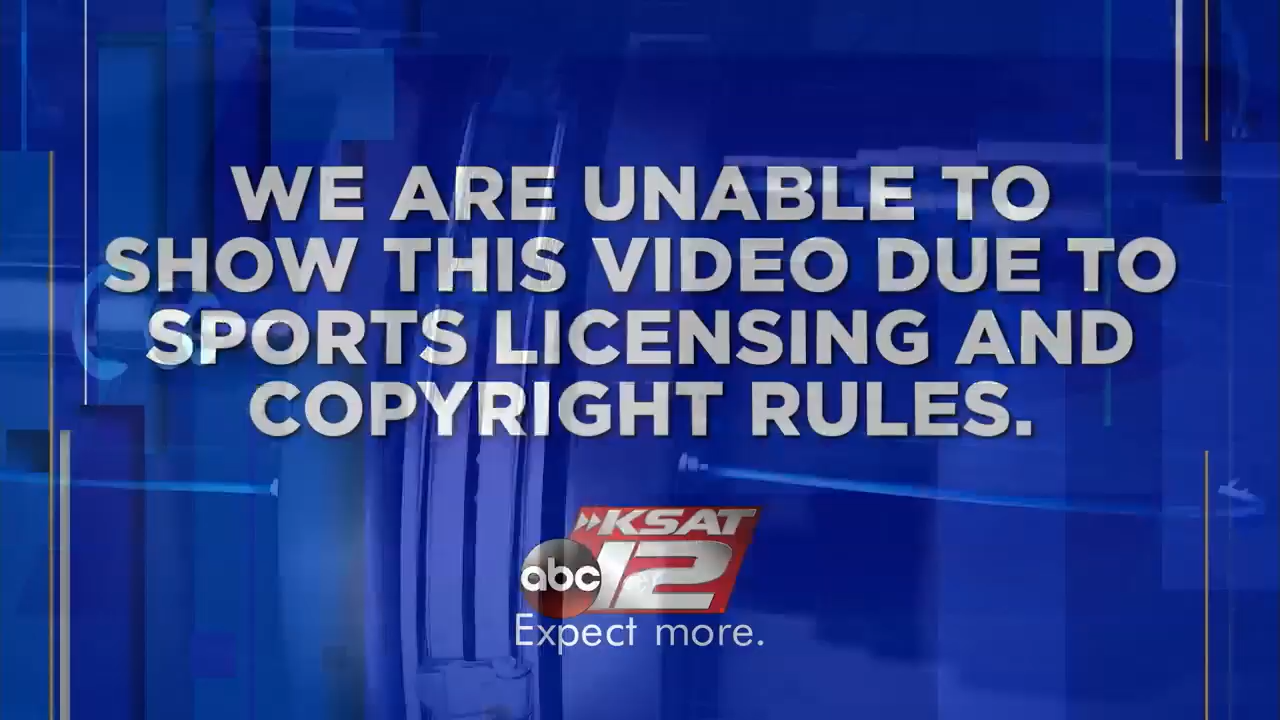 WE ARE UNABLE TO
SHOW THIS VIDEO DUE TO
SPORTS LICENSING AND
COPYRIGHT RULES.
KSAT
abc 12
Expect more.